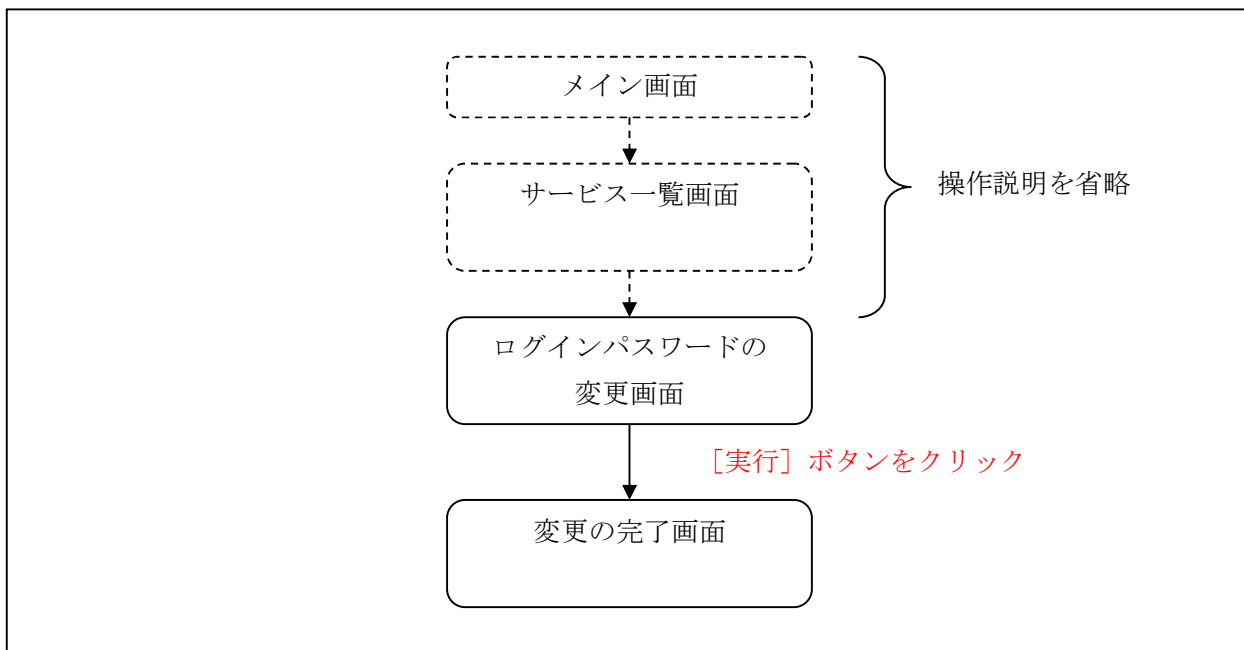 メイン画面
サービス一覧画面
操作説明を省略
ログインパスワードの
変更画面
［実行］ボタンをクリック
変更の完了画面